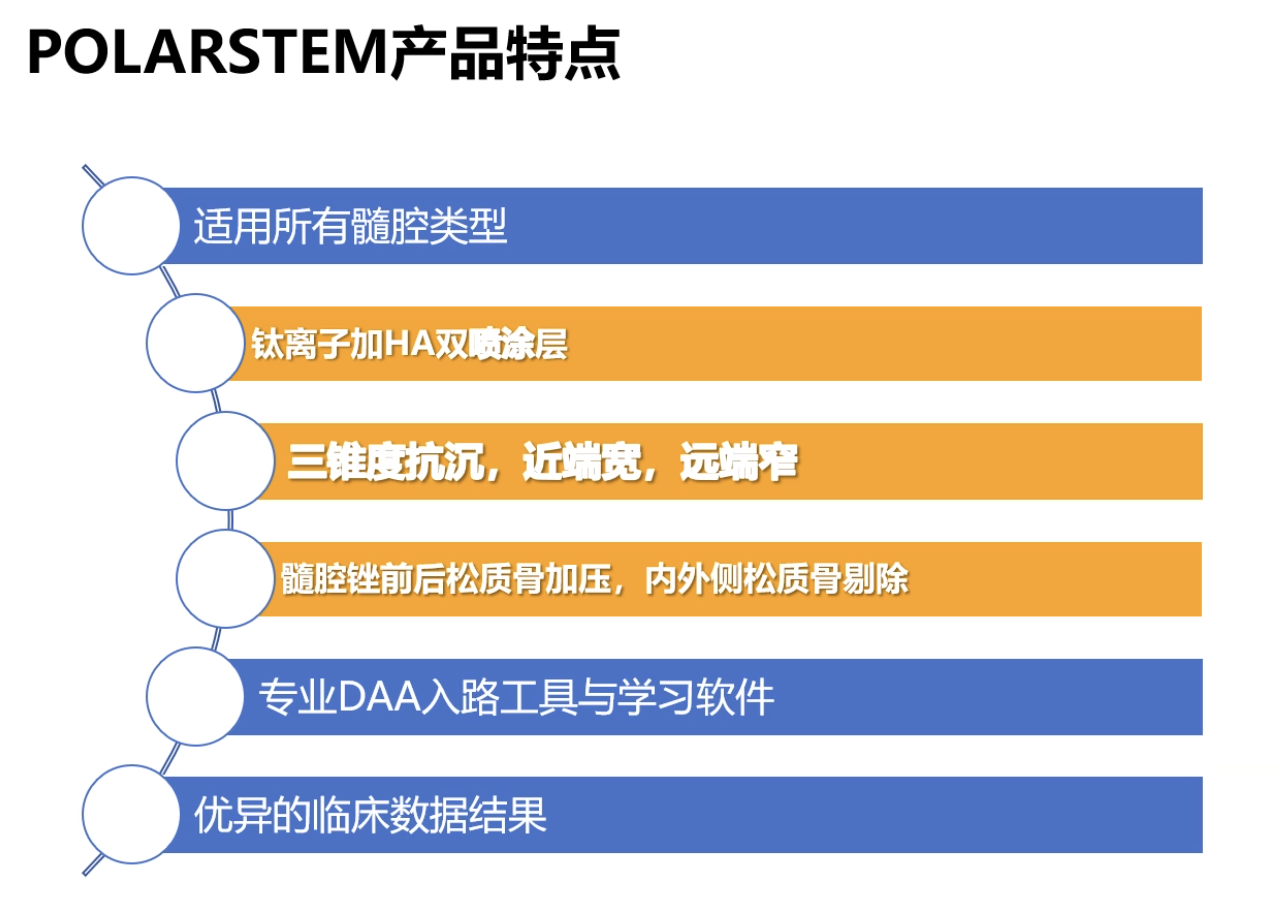 POLARSTEM产品特点
适用所有髓腔类型
钛离子加HA双喷涂层
三锥度抗沉，近端宽，远端窄
髓腔锉前后松质骨加压，内外侧松质骨剔除
专业DAA入路工具与学习软件
优异的临床数据结果